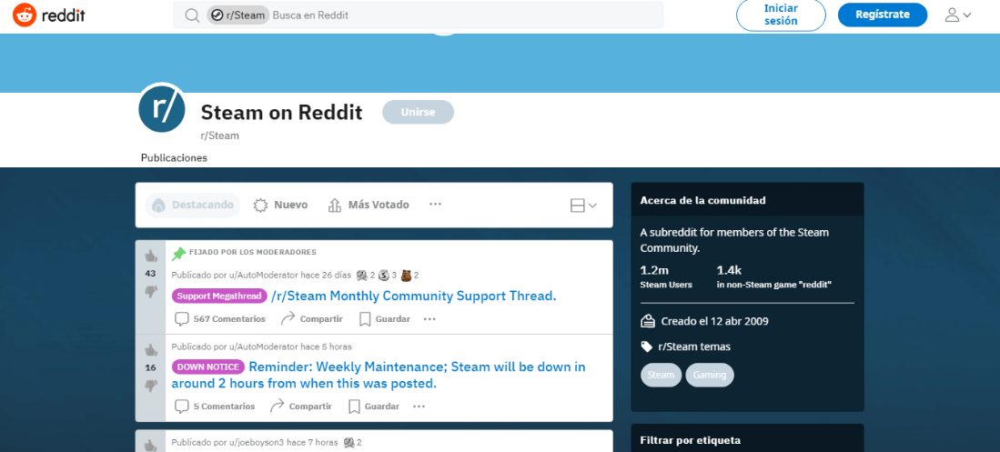 reddit
r/Steam Busca en Reddit
Iniciar
sesión
Regístrate
r/
Steam on Reddit
Unirse
r/Steam
Publicaciones
Destacando Nuevo Más Votado ...
FIJADO POR LOS MODERADORES
43
Publicado por u/AutoModerator hace 26 días 2 3 2
Support Megathread /r/Steam Monthly Community Support Thread.
567 Comentarios Compartir Guardar ...
Publicado por u/AutoModerator hace 5 horas
16
DOWN NOTICE Reminder: Weekly Maintenance; Steam will be down in
around 2 hours from when this was posted.
5 Comentarios Compartir Guardar ...
Publicado por u/joeboyson3 hace 7 horas 2
Acerca de la comunidad
A subreddit for members of the Steam
Community.
1.2m 1.4k
Steam Users in non-Steam game "reddit"
Creado el 12 abr 2009
r/Steam temas
Steam Gaming
Filtrar por etiqueta